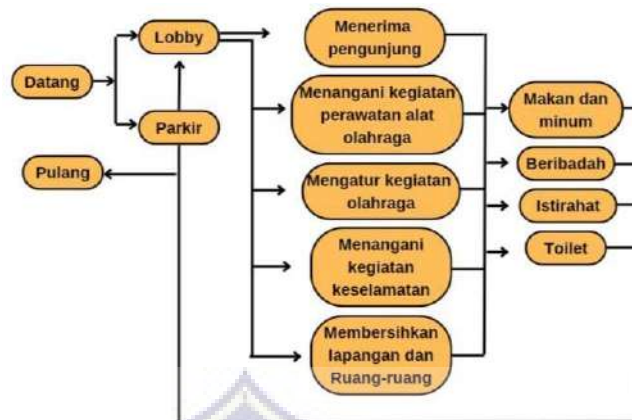 Datang
Lobby
Parkir
Pulang
Menerima
pengunjung
Menangani kegiatan
perawatan alat
olahraga
Mengatur kegiatan
olahraga
Menangani
kegiatan
keselamatan
Membersihkan
lapangan dan
Ruang-ruang
Makan dan
minum
Beribadah
Istirahat
Toilet